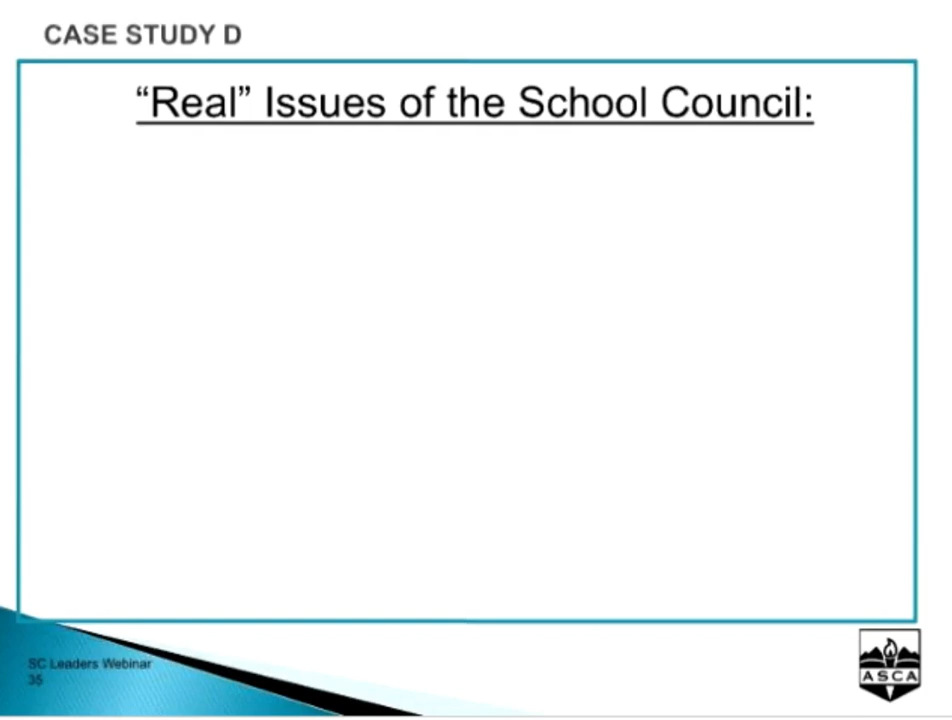 CASE STUDY D
“Real” Issues of the School Council:
SC Leaders Webinar
35
ASCA